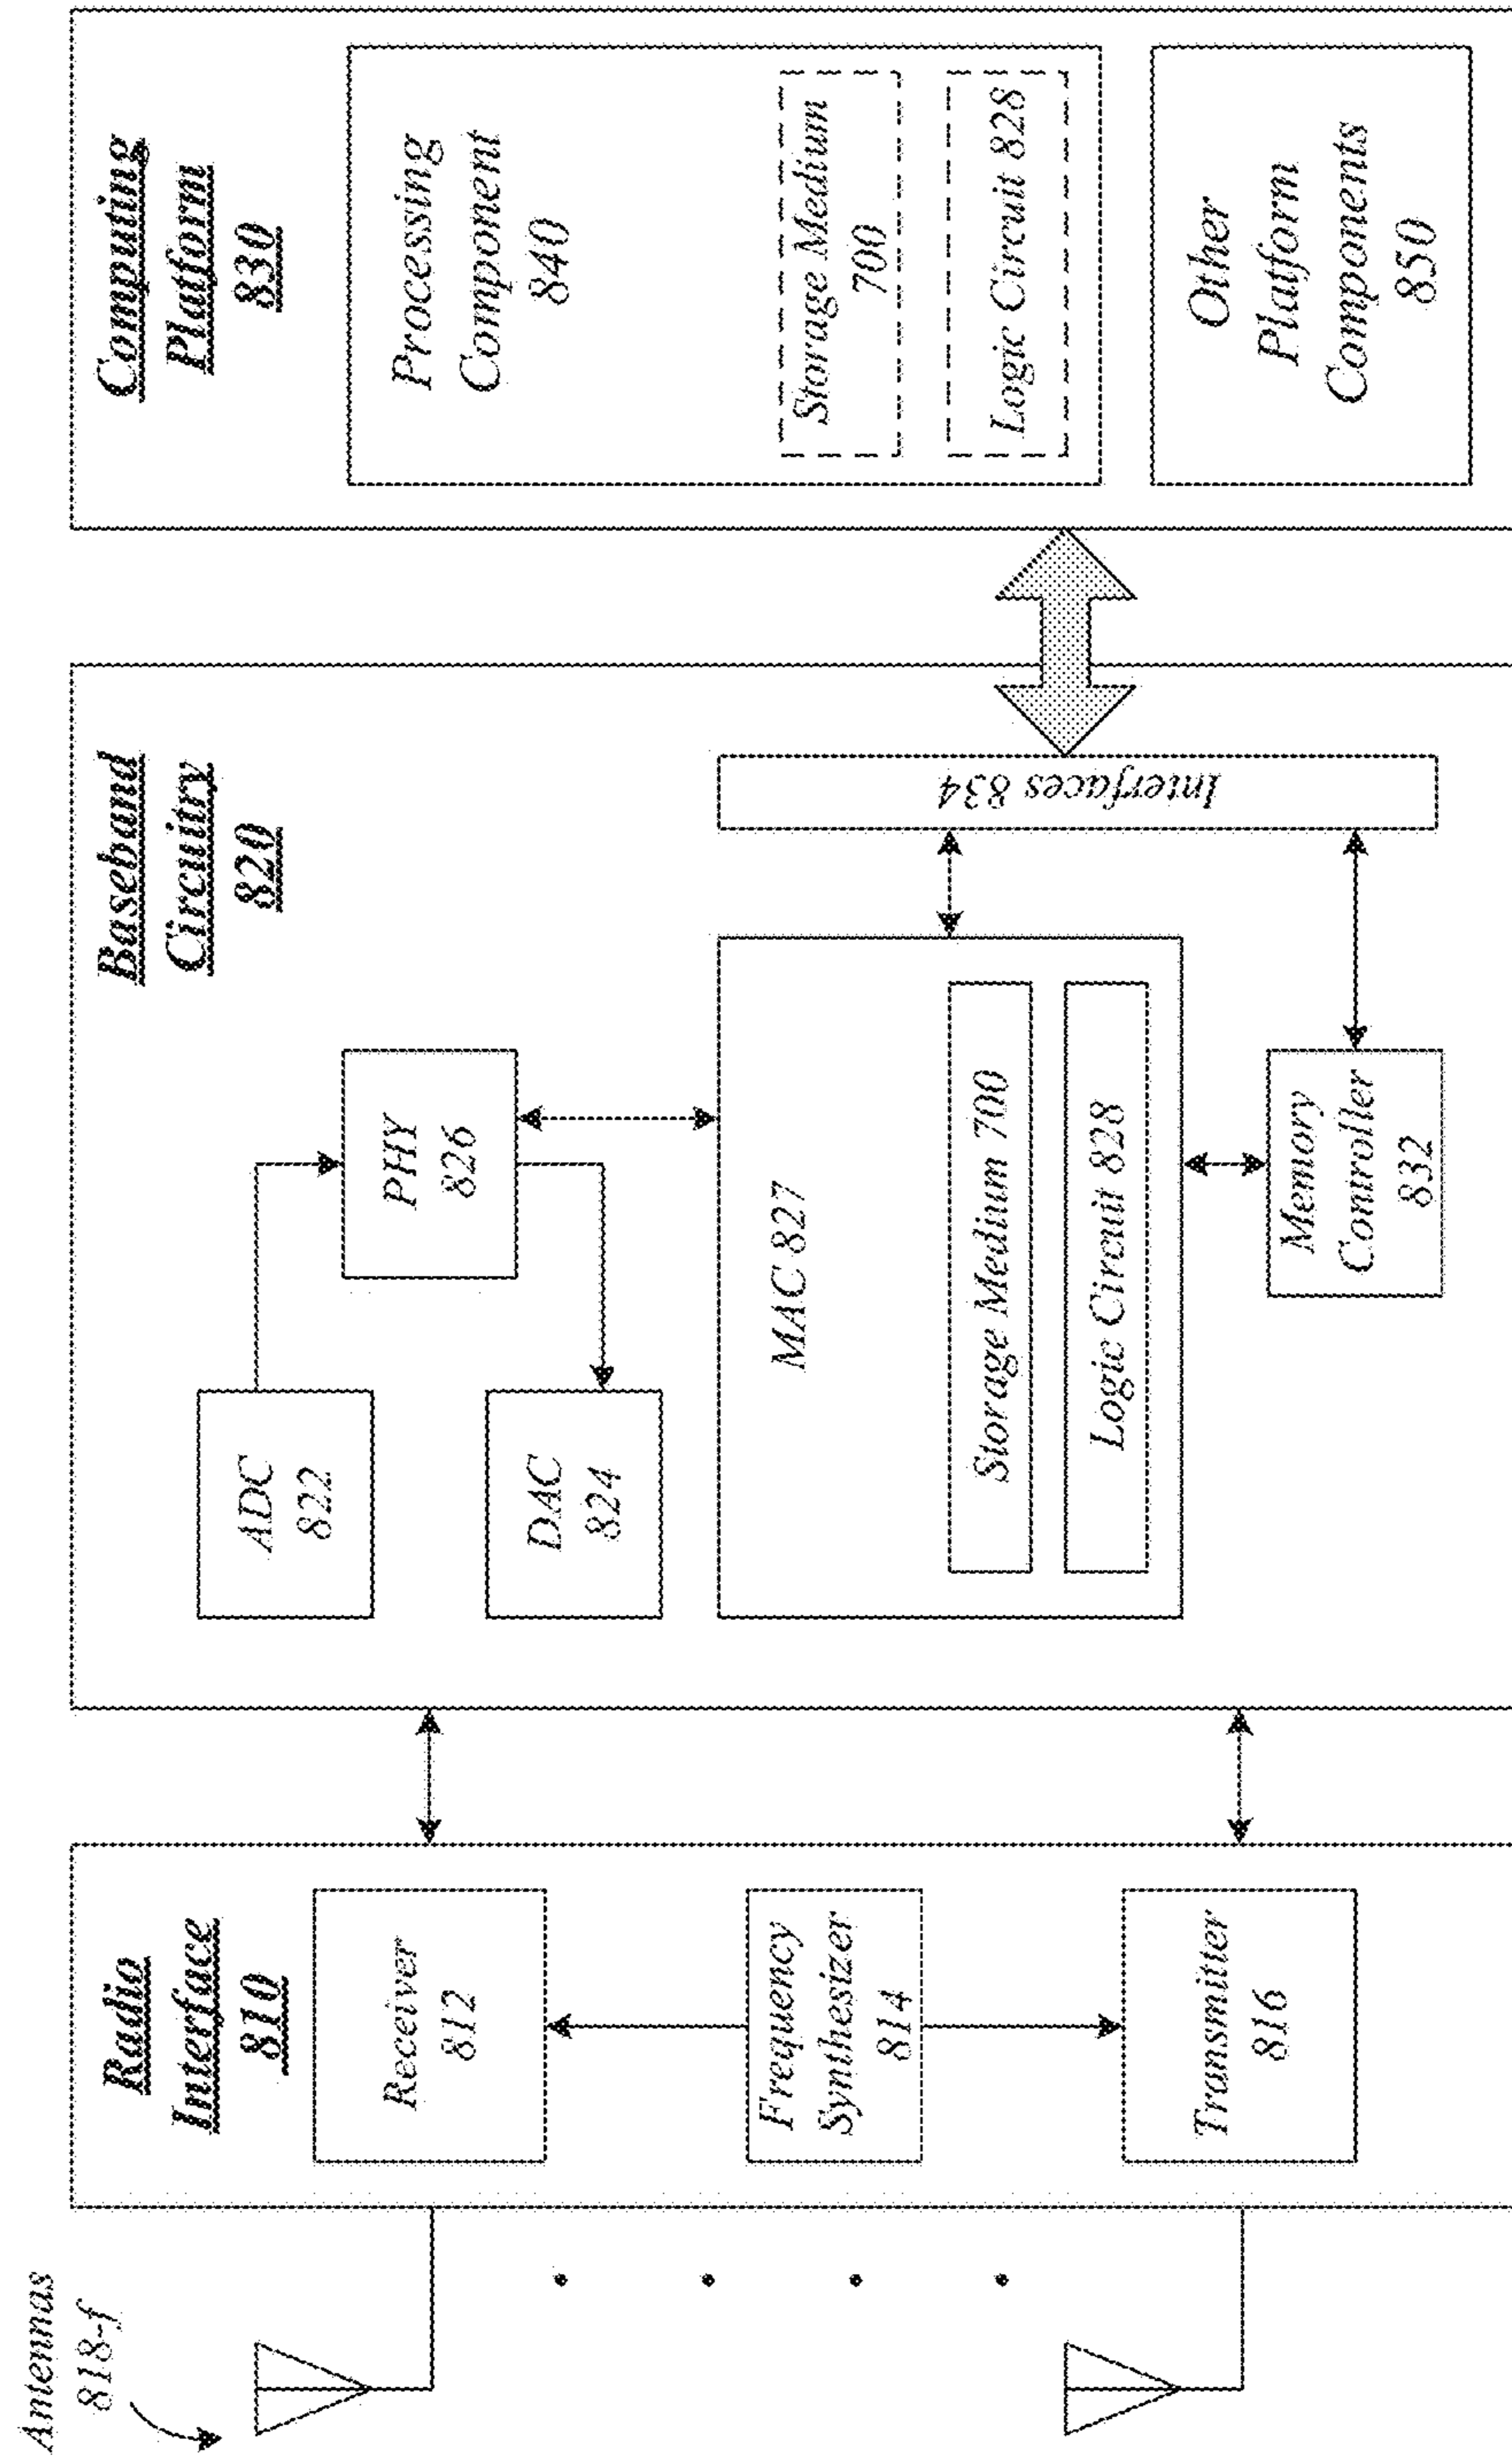 Antennas
818-f
Radio
Interface
810
Receiver
812
Frequency
Synthesizer
814
Transmitter
816
Baseband
Circuitry
820
ADC
822
DAC
824
PHY
826
MAC 827
Storage Medium 700
Logic Circuit 828
Memory
Controller
832
Interfaces 834
Computing
Platform
830
Processing
Component
840
Storage Medium
700
Logic Circuit 828
Other
Platform
Components
850